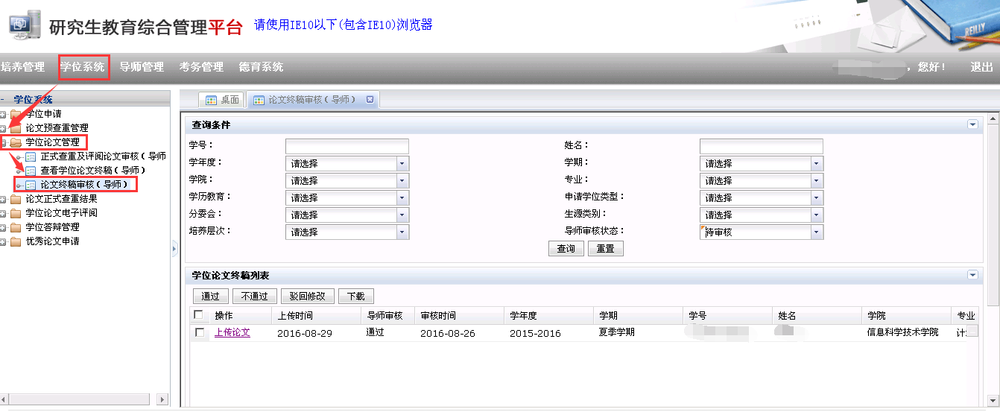 研究生教育综合管理平台 请使用IE10以下(包含IE10)浏览器
REILLY
培养管理 学位系统 导师管理 考务管理 德育系统 ，您好! 退出
学位系统
学位申请
论文预查重管理
学位论文管理
正式查重及评阅论文审核(导师
查看学位论文终稿(导师)
论文终稿审核(导师)
论文正式查重结果
学位论文电子评阅
学位答辩管理
优秀论文申请
桌面 论文终稿审核(导师)
查询条件
学号： 姓名：
学年度： 请选择 学期： 请选择
学院： 请选择 专业： 请选择
学历教育： 请选择 申请学位类型： 请选择
分委会： 请选择 生源类别： 请选择
培养层次： 请选择 导师审核状态： 待审核
查询 重置
学位论文终稿列表
通过 不通过 驳回修改 下载
操作 上传时间 导师审核 审核时间 学年度 学期 学号 姓名 学院 专业
上传论文 2016-08-29 通过 2016-08-26 2015-2016 夏季学期 信息科学技术学院 计